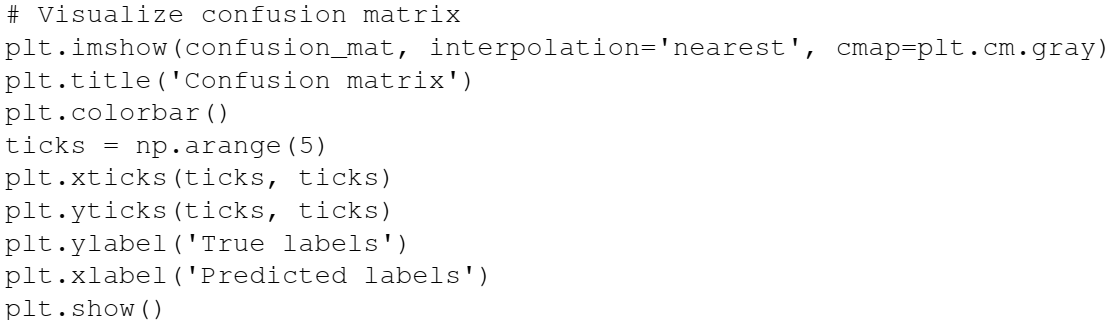 # Visualize confusion matrix
plt.imshow(confusion_mat, interpolation='nearest', cmap=plt.cm.gray)
plt.title('Confusion matrix')
plt.colorbar()
ticks = np.arange(5)
plt.xticks(ticks, ticks)
plt.yticks(ticks, ticks)
plt.ylabel('True labels')
plt.xlabel('Predicted labels')
plt.show()